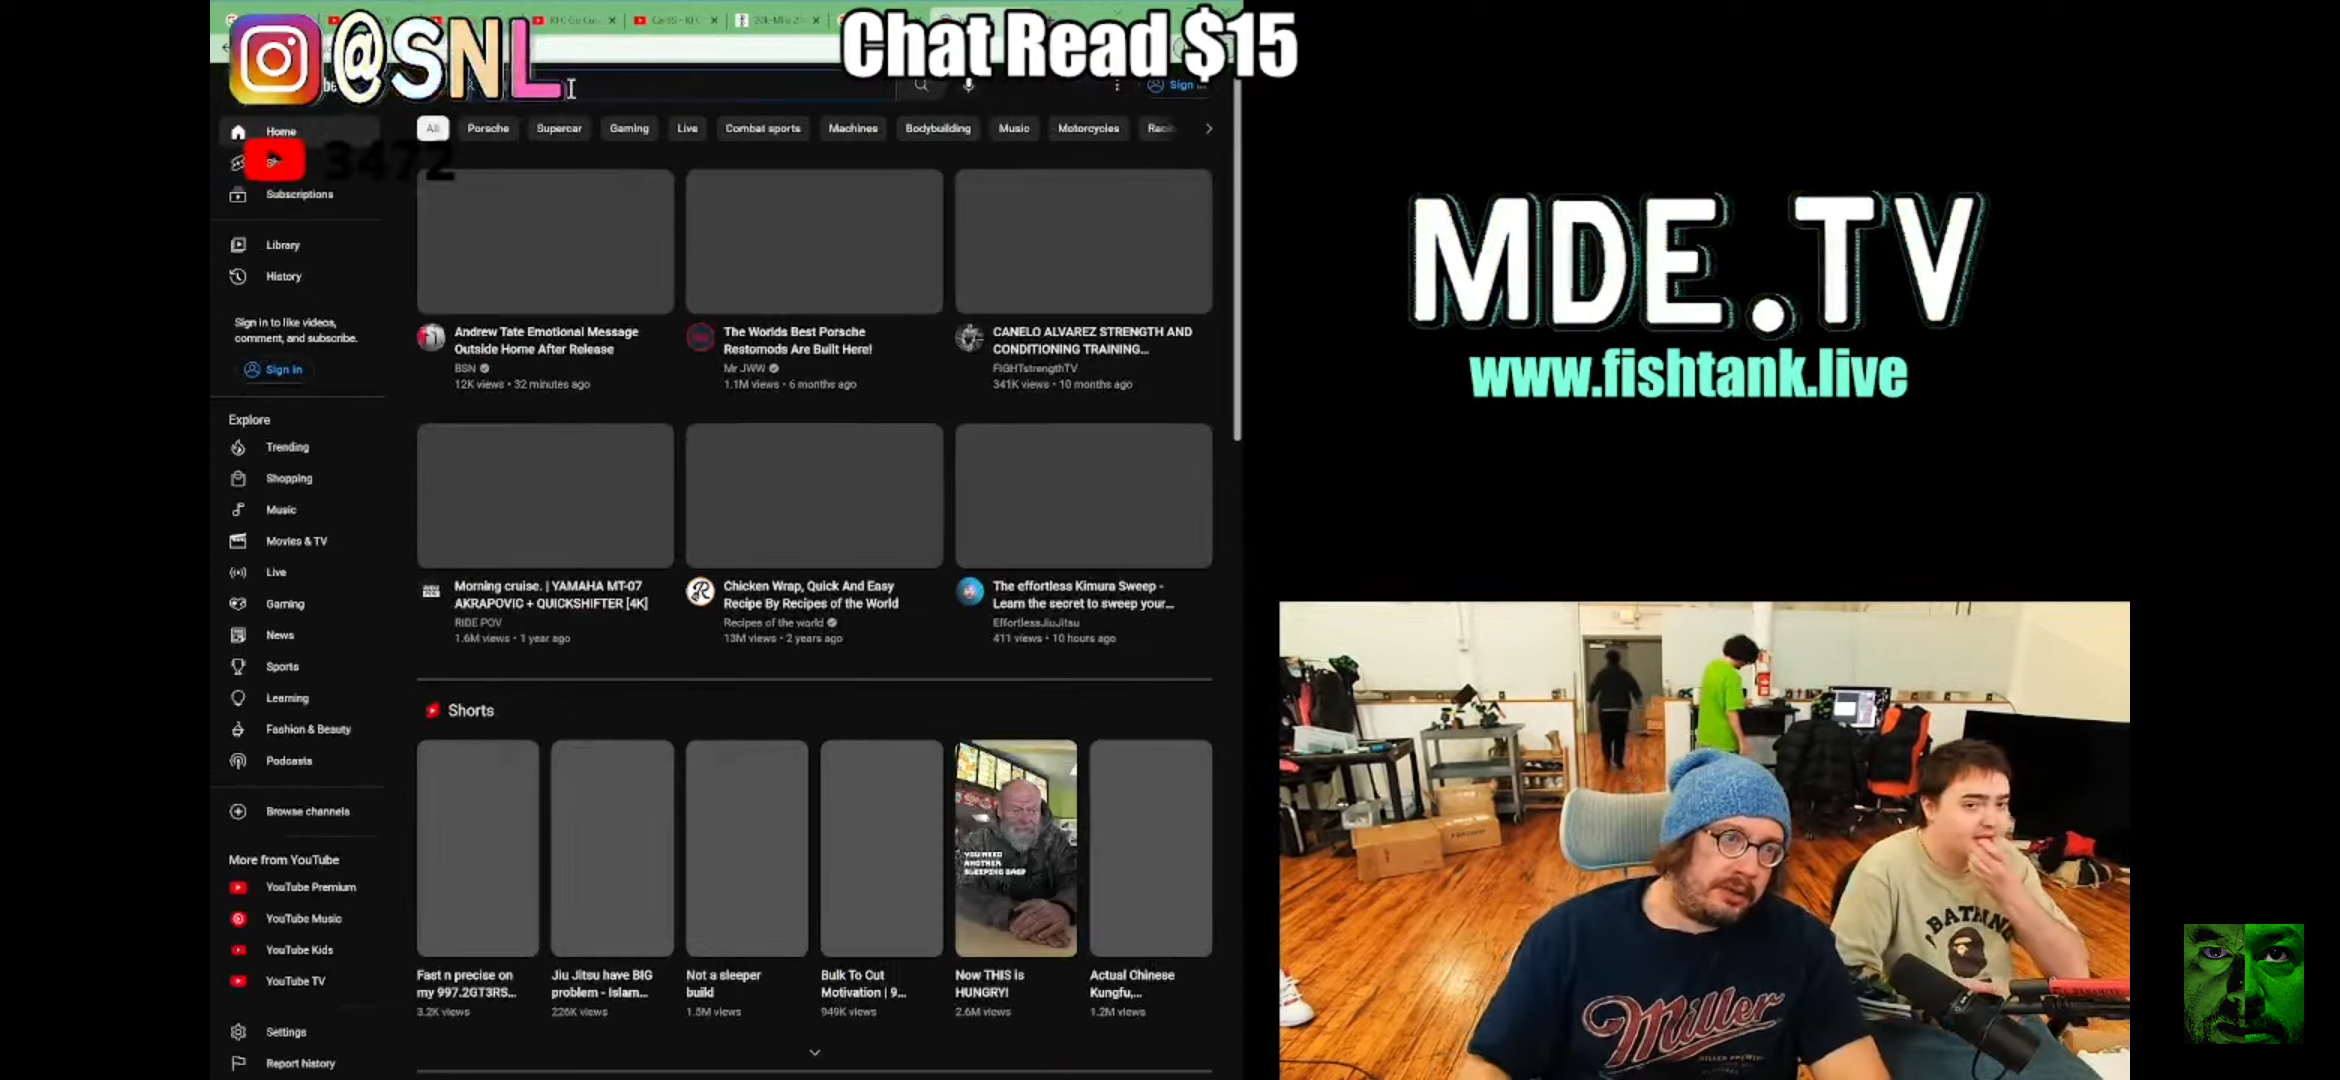 @SNL
Chat Read $15
Sign
Home
3472
Subscriptions
Library
History
Sign in to like videos,
comment, and subscribe.
Sign in
Explore
Trending
Shopping
Music
Movies & TV
Live
Gaming
News
Sports
Learning
Fashion & Beauty
Podcasts
Browse channels
More from YouTube
YouTube Premium
YouTube Music
YouTube Kids
YouTube TV
Settings
Report history
All
Porsche
Supercar
Gaming
Live
Combat sports
Machines
Bodybuilding
Music
Motorcycles
Andrew Tate Emotional Message
Outside Home After Release
BSN
12K views • 32 minutes ago
The Worlds Best Porsche
Restomods Are Built Here!
Mr JWW
1.1M views • 6 months ago
CANELO ALVAREZ STRENGTH AND
CONDITIONING TRAINING...
FIGHTstrengthTV
341K views • 10 months ago
Morning cruise. | YAMAHA MT-07
AKRAPOVIC + QUICKSHIFTER [4K]
RIDE POV
1.6M views • 1 year ago
Chicken Wrap, Quick And Easy
Recipe By Recipes of the World
Recipes of the world
13M views • 2 years ago
The effortless Kimura Sweep -
Learn the secret to sweep your...
EffortlessJiuJitsu
411 views • 10 hours ago
Shorts
YOU NEED
ANOTHER
SLEEPING BAG?
Fast n precise on
my 997.2GT3RS...
3.2K views
Jiu Jitsu have BIG
problem - Islam...
226K views
Not a sleeper
build
1.5M views
Bulk To Cut
Motivation | 9...
949K views
Now THIS is
HUNGRY!
2.6M views
Actual Chinese
Kungfu,...
1.2M views
MDE.TV
www.fishtank.live
Miller